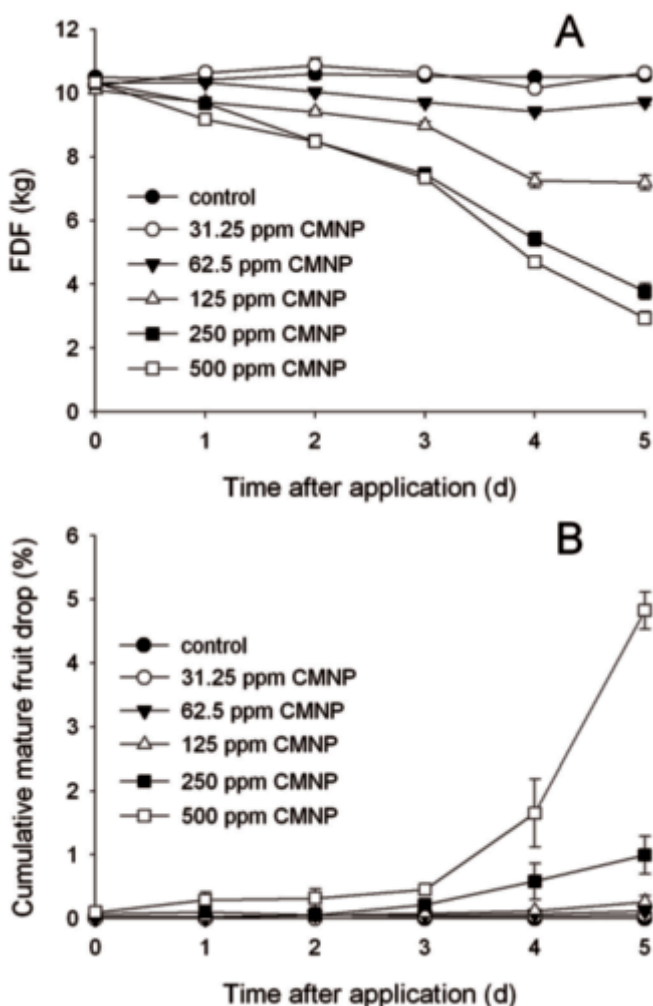 A
12
10
8
6
4
2
0
FDF (kg)
control
31.25 ppm CMNP
62.5 ppm CMNP
125 ppm CMNP
250 ppm CMNP
500 ppm CMNP
0 1 2 3 4 5
Time after application (d)
B
6
5
4
3
2
1
0
Cumulative mature fruit drop (%)
control
31.25 ppm CMNP
62.5 ppm CMNP
125 ppm CMNP
250 ppm CMNP
500 ppm CMNP
0 1 2 3 4 5
Time after application (d)